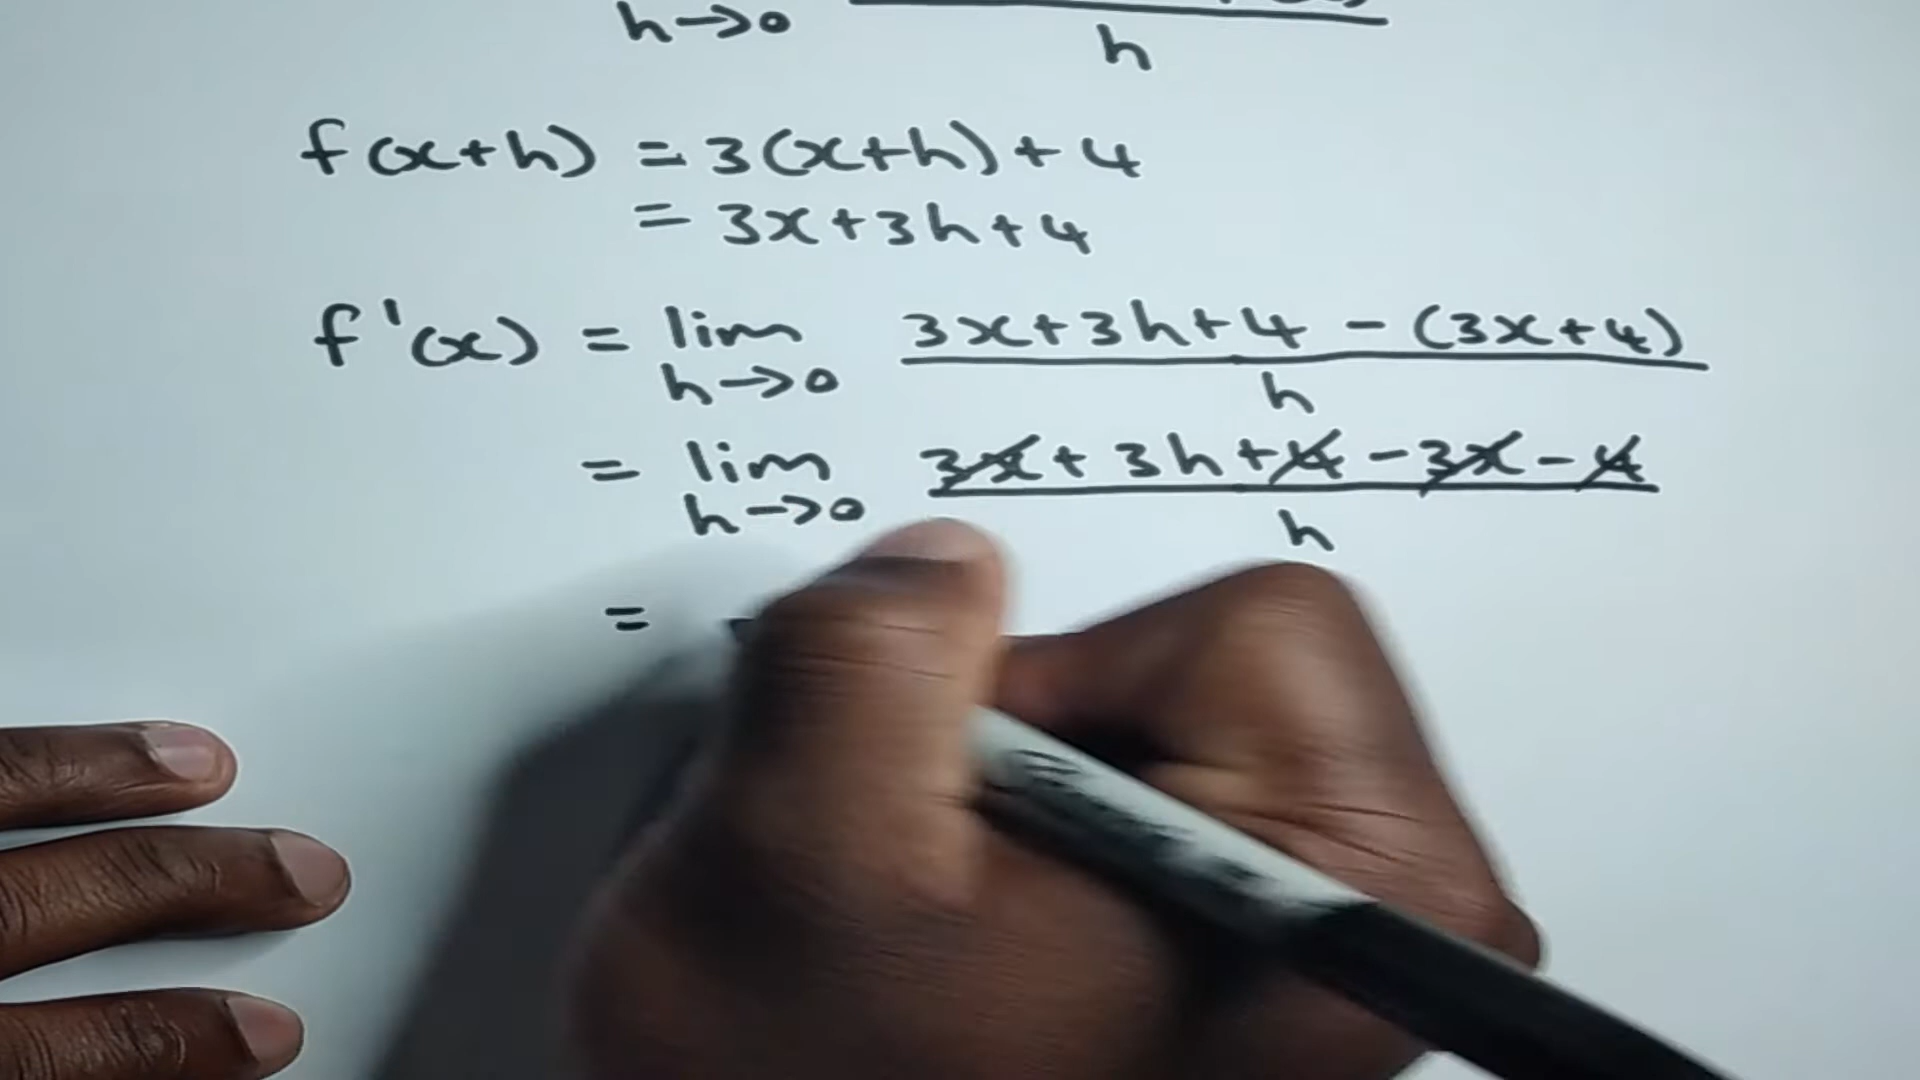 h→0 h
f(x+h) = 3(x+h)+4
= 3x+3h+4
f'(x) = lim h→0 3x+3h+4 - (3x+4) / h
= lim h→0 3x + 3h + 4 - 3x - 4 / h
=